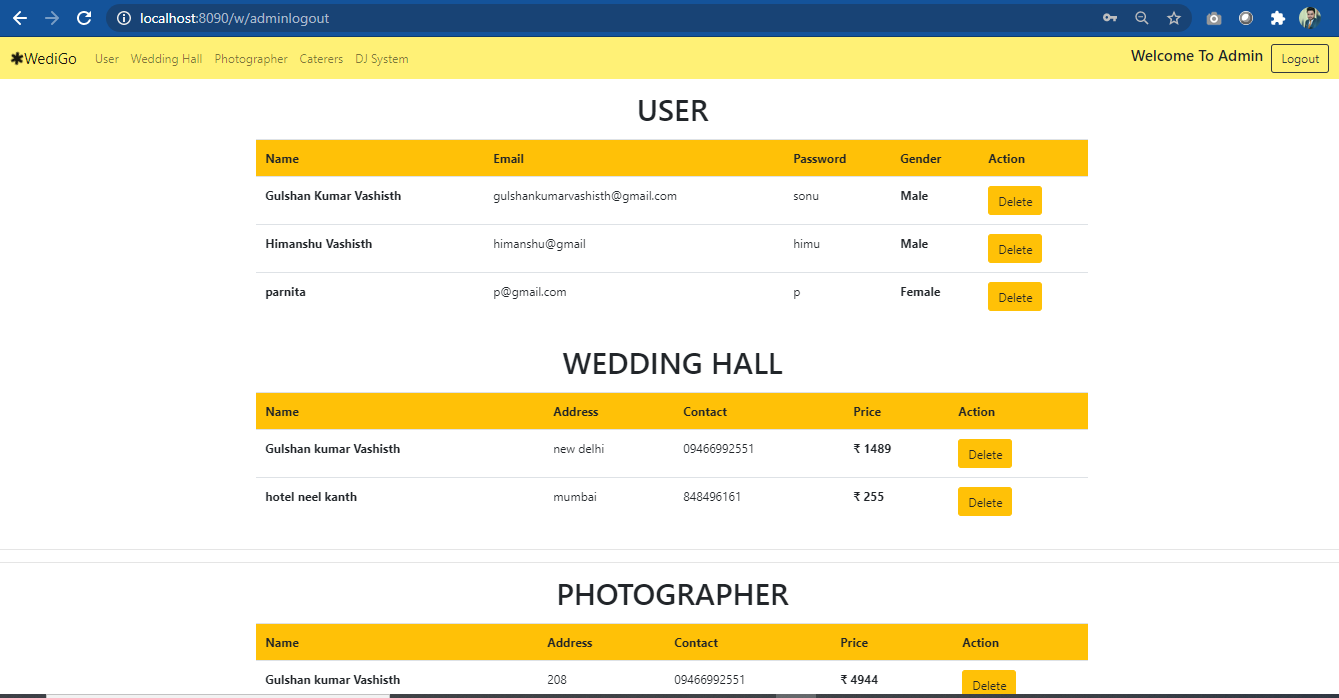 localhost:8090/w/adminlogout
WediGo User Wedding Hall Photographer Caterers DJ System Welcome To Admin Logout
USER
Name Email Password Gender Action
Gulshan Kumar Vashisth gulshankumarvashisth@gmail.com sonu Male Delete
Himanshu Vashisth himanshu@gmail himu Male Delete
parnita p@gmail.com p Female Delete
WEDDING HALL
Name Address Contact Price Action
Gulshan kumar Vashisth new delhi 09466992551 ₹ 1489 Delete
hotel neel kanth mumbai 848496161 ₹ 255 Delete
PHOTOGRAPHER
Name Address Contact Price Action
Gulshan kumar Vashisth 208 09466992551 ₹ 4944 Delete